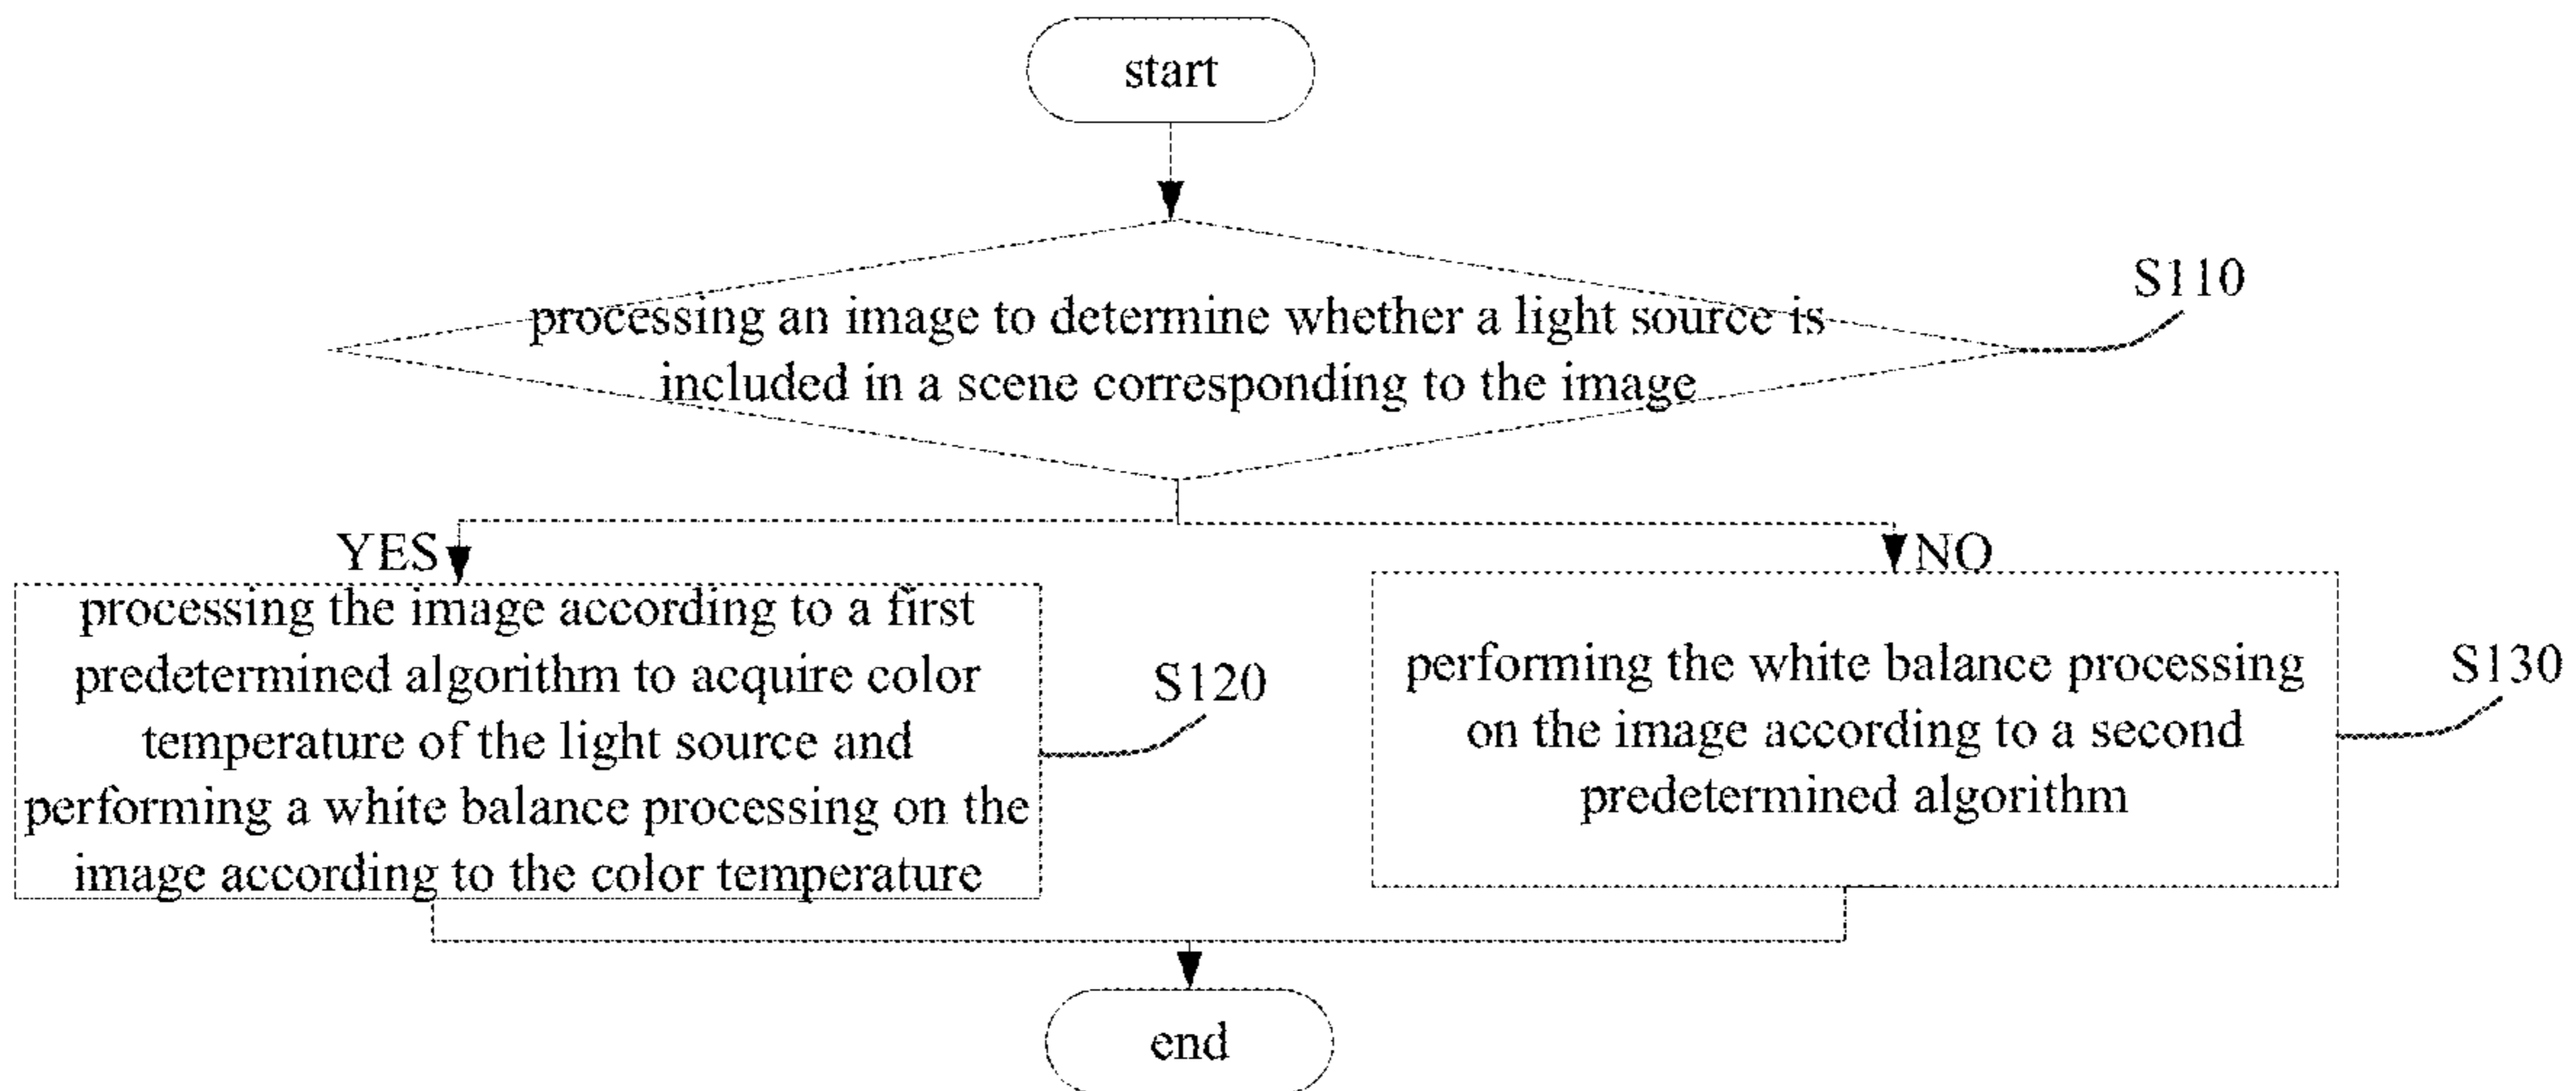 start
processing an image to determine whether a light source is
included in a scene corresponding to the image
S110
YES
NO
processing the image according to a first
predetermined algorithm to acquire color
temperature of the light source and
performing a white balance processing on the
image according to the color temperature
S120
performing the white balance processing
on the image according to a second
predetermined algorithm
S130
end